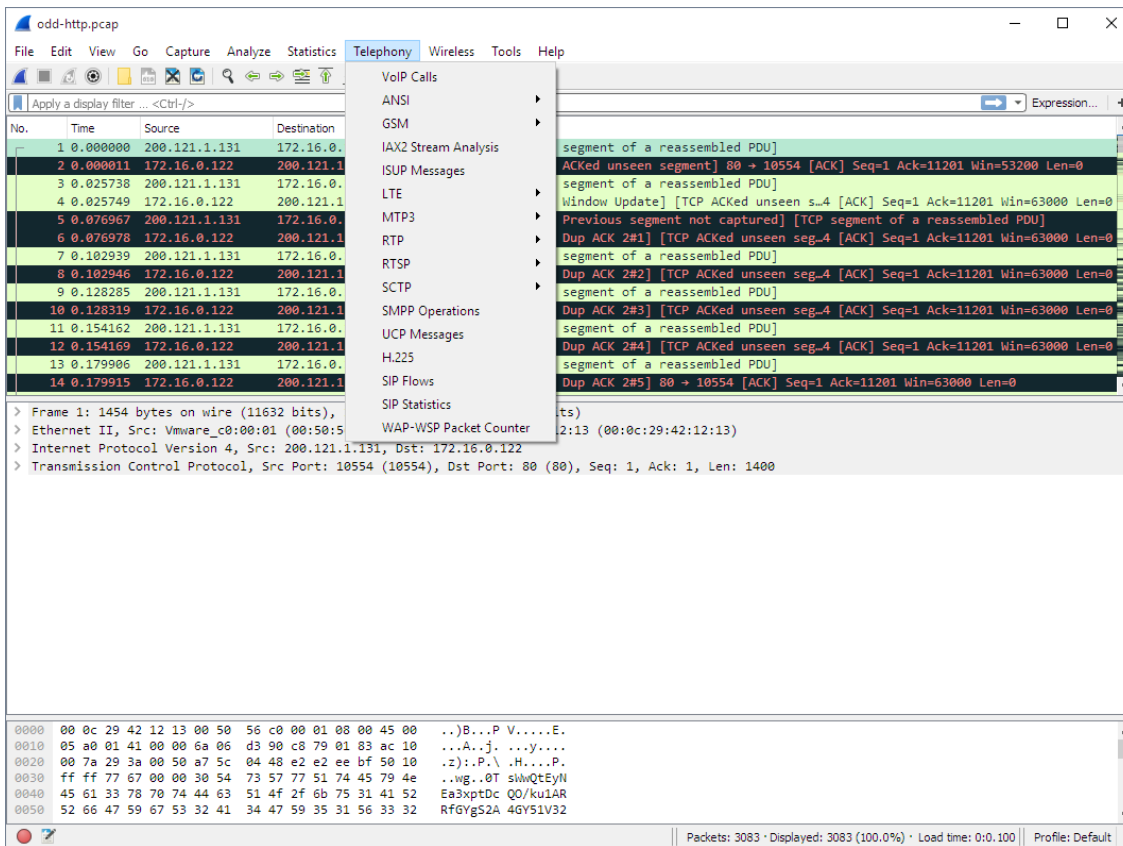 odd-http.pcap
File Edit View Go Capture Analyze Statistics Telephony Wireless Tools Help
Apply a display filter ... <Ctrl-/> Expression... +
VoIP Calls
ANSI
GSM
IAX2 Stream Analysis
ISUP Messages
LTE
MTP3
RTP
RTSP
SCTP
SMPP Operations
UCP Messages
H.225
SIP Flows
SIP Statistics
WAP-WSP Packet Counter
No. Time Source Destination
1 0.000000 200.121.1.131 172.16.0. segment of a reassembled PDU]
2 0.000011 172.16.0.122 200.121.1 ACKed unseen segment] 80 → 10554 [ACK] Seq=1 Ack=11201 Win=53200 Len=0
3 0.025738 200.121.1.131 172.16.0. segment of a reassembled PDU]
4 0.025749 172.16.0.122 200.121.1 Window Update] [TCP ACKed unseen s…4 [ACK] Seq=1 Ack=11201 Win=63000 Len=0
5 0.076967 200.121.1.131 172.16.0. Previous segment not captured] [TCP segment of a reassembled PDU]
6 0.076978 172.16.0.122 200.121.1 Dup ACK 2#1] [TCP ACKed unseen seg…4 [ACK] Seq=1 Ack=11201 Win=63000 Len=0
7 0.102939 200.121.1.131 172.16.0. segment of a reassembled PDU]
8 0.102946 172.16.0.122 200.121.1 Dup ACK 2#2] [TCP ACKed unseen seg…4 [ACK] Seq=1 Ack=11201 Win=63000 Len=0
9 0.128285 200.121.1.131 172.16.0. segment of a reassembled PDU]
10 0.128319 172.16.0.122 200.121.1 Dup ACK 2#3] [TCP ACKed unseen seg…4 [ACK] Seq=1 Ack=11201 Win=63000 Len=0
11 0.154162 200.121.1.131 172.16.0. segment of a reassembled PDU]
12 0.154169 172.16.0.122 200.121.1 Dup ACK 2#4] [TCP ACKed unseen seg…4 [ACK] Seq=1 Ack=11201 Win=63000 Len=0
13 0.179906 200.121.1.131 172.16.0. segment of a reassembled PDU]
14 0.179915 172.16.0.122 200.121.1 Dup ACK 2#5] 80 → 10554 [ACK] Seq=1 Ack=11201 Win=63000 Len=0
> Frame 1: 1454 bytes on wire (11632 bits), ts)
> Ethernet II, Src: Vmware_c0:00:01 (00:50:5 2:13 (00:0c:29:42:12:13)
> Internet Protocol Version 4, Src: 200.121.1.131, Dst: 172.16.0.122
> Transmission Control Protocol, Src Port: 10554 (10554), Dst Port: 80 (80), Seq: 1, Ack: 1, Len: 1400
0000 00 0c 29 42 12 13 00 50 56 c0 00 01 08 00 45 00 ..)B...P V.....E.
0010 05 a0 01 41 00 00 6a 06 d3 90 c8 79 01 83 ac 10 ...A..j. ...y....
0020 00 7a 29 3a 00 50 a7 5c 04 48 e2 e2 ee bf 50 10 .z):.P.\ .H....P.
0030 ff ff 77 67 00 00 30 54 73 57 77 51 74 45 79 4e ..wg..0T sWwQtEyN
0040 45 61 33 78 70 74 44 63 51 4f 2f 6b 75 31 41 52 Ea3xptDc QO/ku1AR
0050 52 66 47 59 67 53 32 41 34 47 59 35 31 56 33 32 RfGYgS2A 4GY51V32
Packets: 3083 · Displayed: 3083 (100.0%) · Load time: 0:0.100 Profile: Default